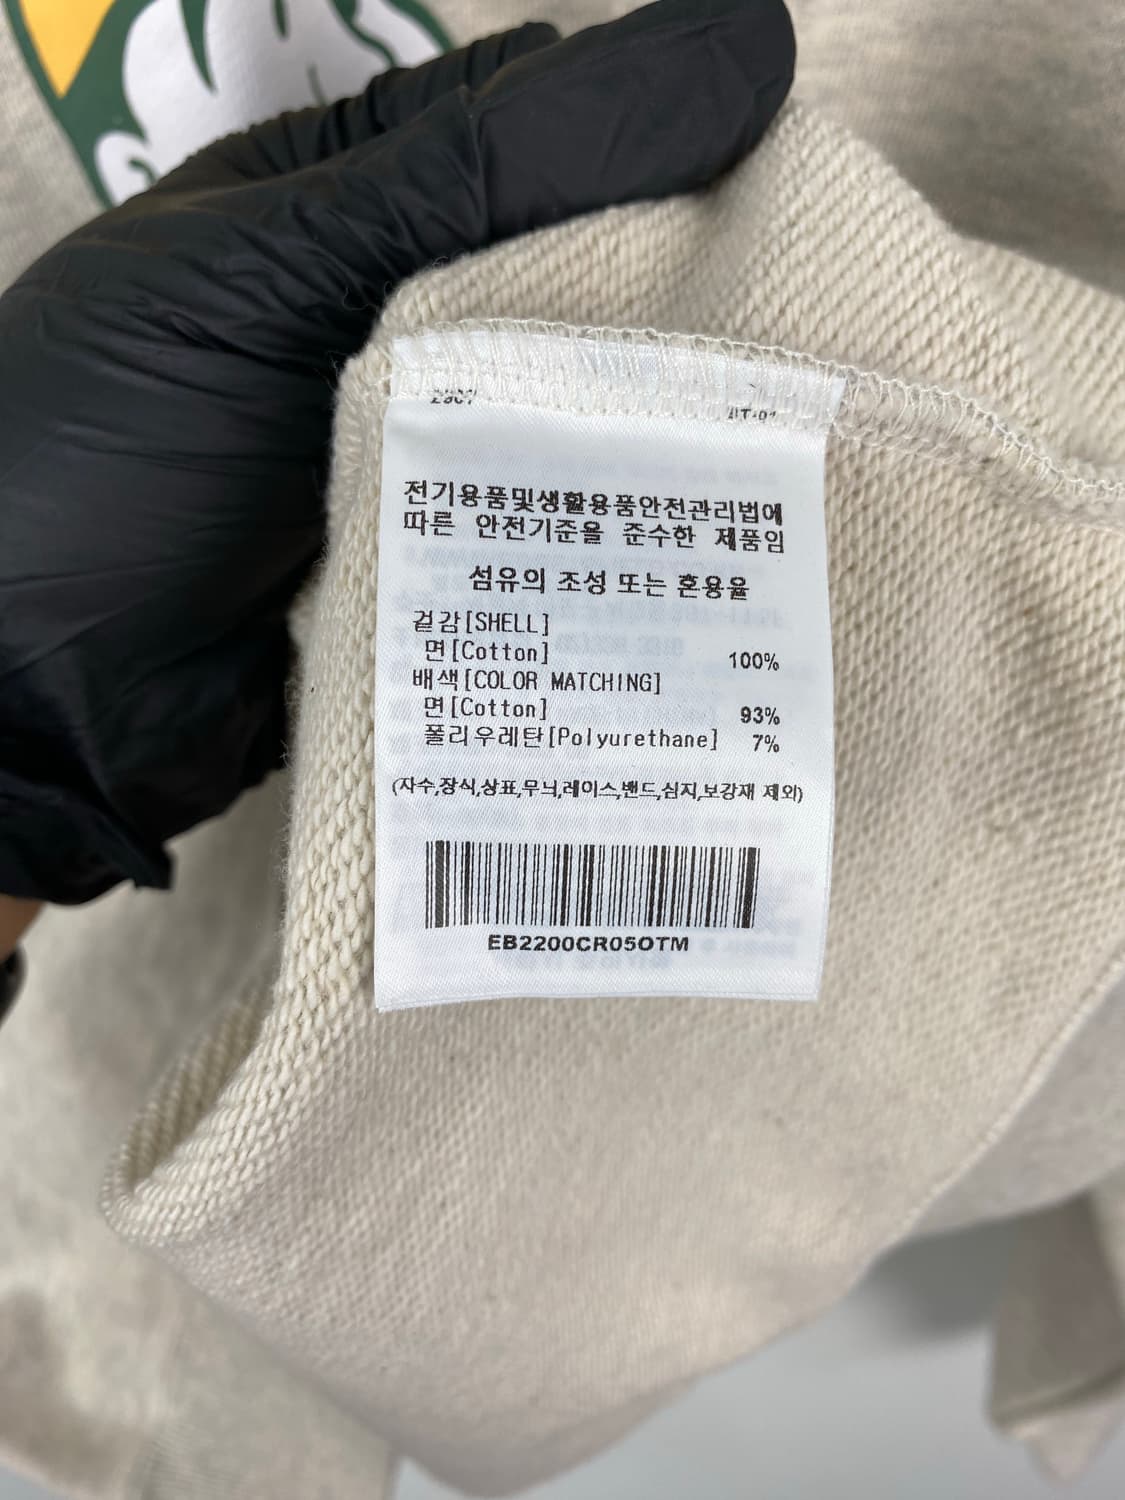 전기용품및생활용품안전관리법에
따른 안전기준을 준수한 제품임
섬유의 조성 또는 혼용율
겉감[SHELL]
면[Cotton] 100%
배색[COLOR MATCHING]
면[Cotton] 93%
폴리우레탄[Polyurethane] 7%
(자수,장식,상표,무늬,레이스,밴드,심지,보강재 제외)
EB2200CR05OTM